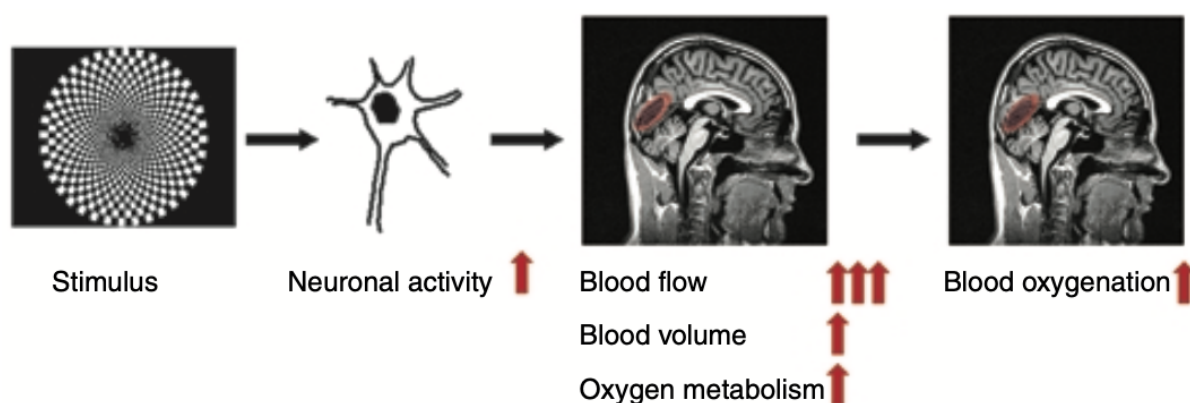 Stimulus
Neuronal activity
Blood flow
Blood volume
Oxygen metabolism
Blood oxygenation